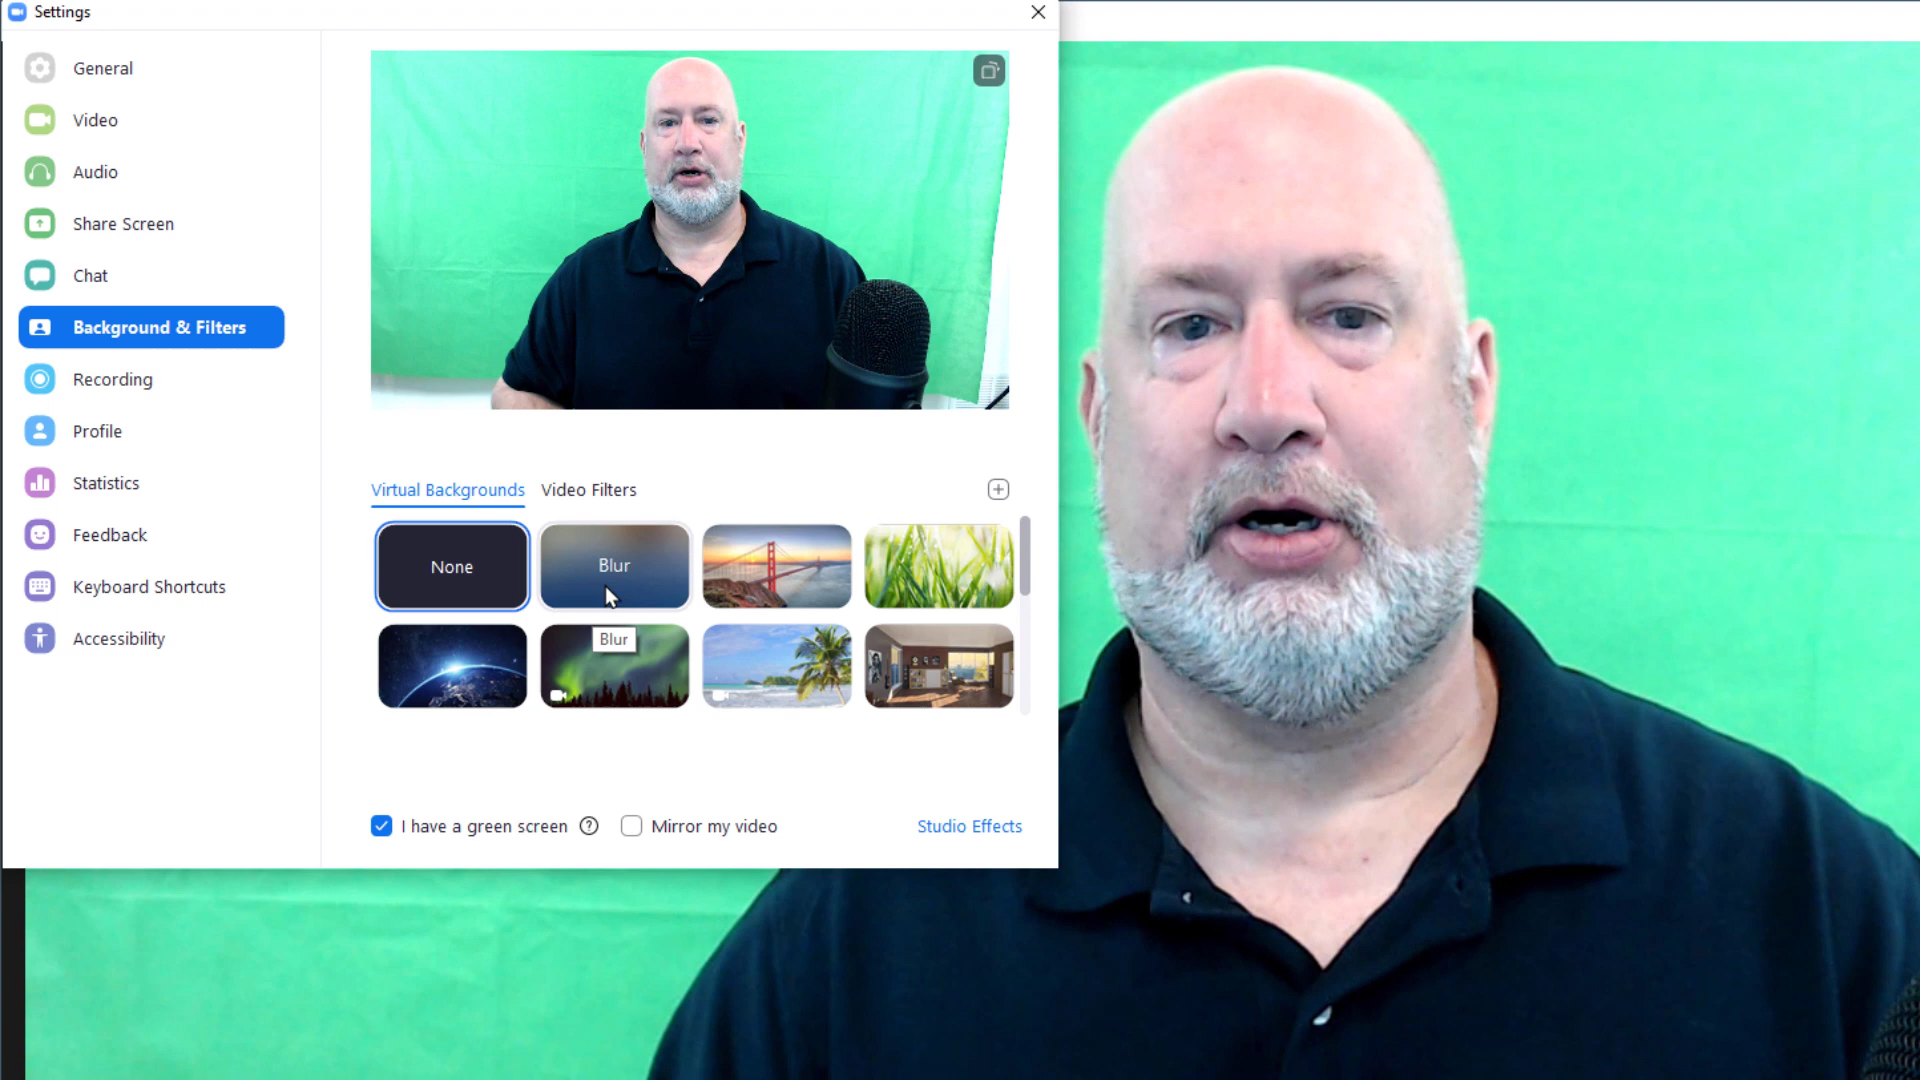 Settings
General
Video
Audio
Share Screen
Chat
Background & Filters
Recording
Profile
Statistics
Feedback
Keyboard Shortcuts
Accessibility
Virtual Backgrounds Video Filters
None
Blur
Blur
I have a green screen ? Mirror my video Studio Effects